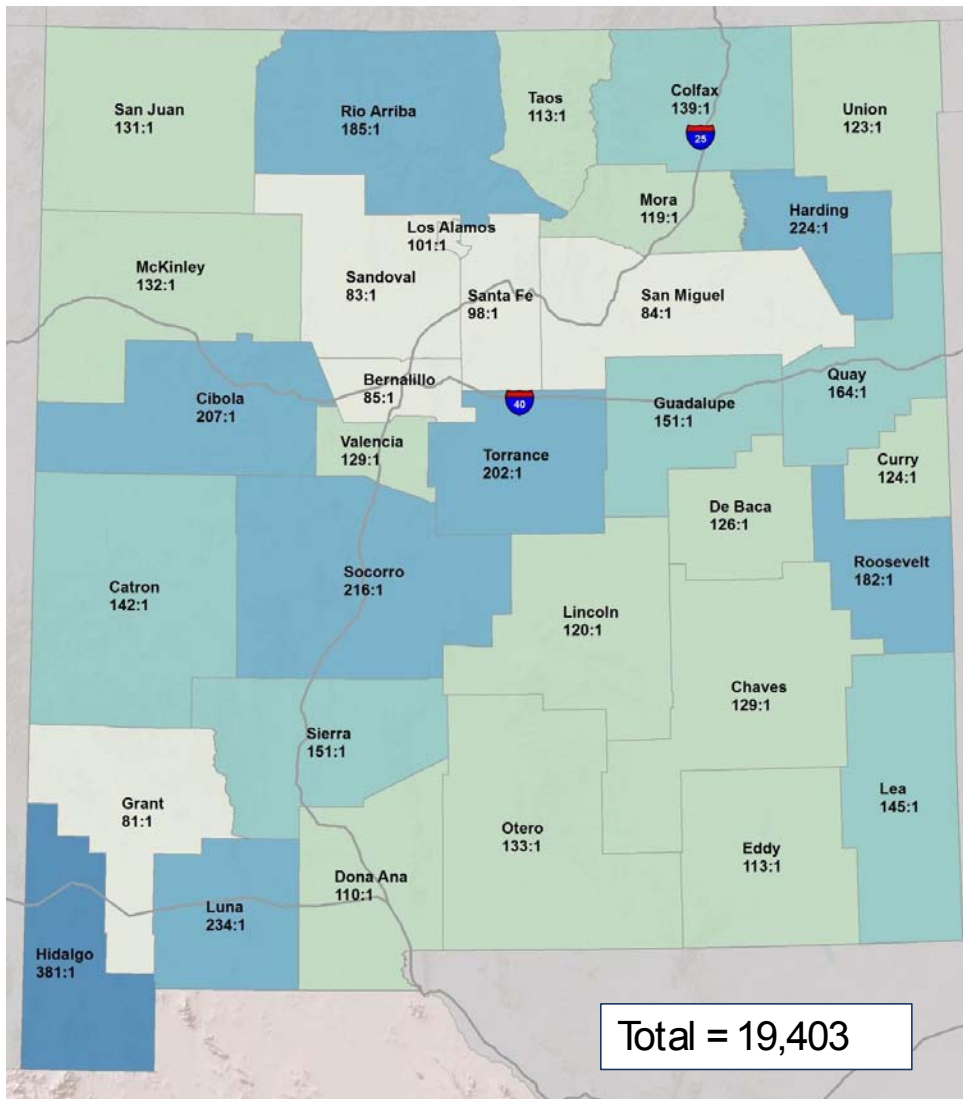 San Juan
131:1
Rio Arriba
185:1
Taos
113:1
Colfax
139:1
25
Union
123:1
Mora
119:1
Harding
224:1
Los Alamos
101:1
McKinley
132:1
Sandoval
83:1
Santa Fé
98:1
San Miguel
84:1
Bernalillo
85:1
Cibola
207:1
40
Guadalupe
151:1
Quay
164:1
Valencia
129:1
Torrance
202:1
Curry
124:1
De Baca
126:1
Roosevelt
182:1
Catron
142:1
Socorro
216:1
Lincoln
120:1
Chaves
129:1
Sierra
151:1
Grant
81:1
Lea
145:1
Otero
133:1
Eddy
113:1
Dona Ana
110:1
Luna
234:1
Hidalgo
381:1
Total = 19,403